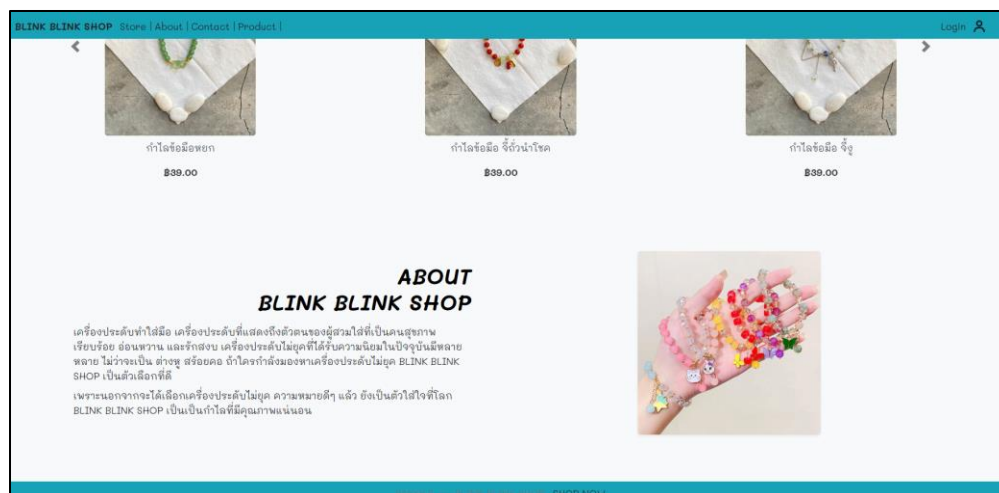 BLINK BLINK SHOP Store | About | Contact | Product |
Login
กำไลข้อมือหยก
กำไลข้อมือ จี้ถั่วนำโชค
กำไลข้อมือ จี้งู
฿39.00
฿39.00
฿39.00
ABOUT
BLINK BLINK SHOP
เครื่องประดับทำใส่มือ เครื่องประดับที่แสดงถึงตัวตนของผู้สวมใส่ที่เป็นคนสุขภาพ
เรียบร้อย อ่อนหวาน และรักสงบ เครื่องประดับไม่ยุคที่ได้รับความนิยมในปัจจุบันมีหลาย
หลาย ไม่ว่าจะเป็น ต่างหู สร้อยคอ ถ้าใครกำลังมองหาเครื่องประดับไม่ยุค BLINK BLINK
SHOP เป็นตัวเลือกที่ดี
เพราะนอกจากจะได้เลือกเครื่องประดับไม่ยุค ความหมายดีๆ แล้ว ยังเป็นตัวใส่ใจที่โลก
BLINK BLINK SHOP เป็นเป็นกำไลที่มีคุณภาพแน่นอน
SHOP NOW